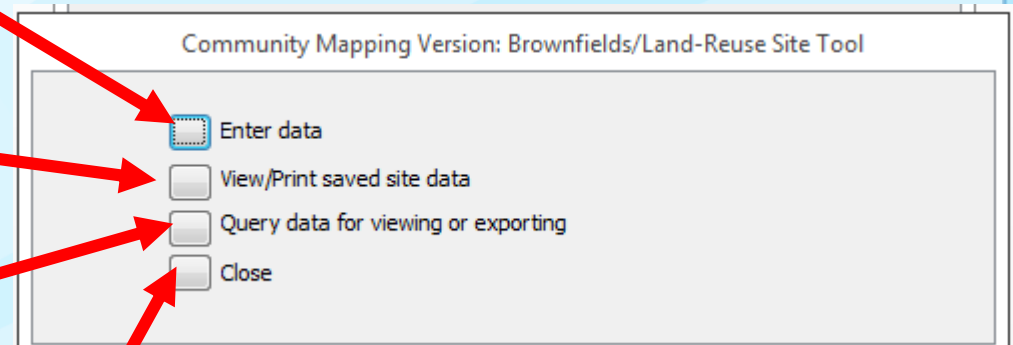 Community Mapping Version: Brownfields/Land-Reuse Site Tool
Enter data
View/Print saved site data
Query data for viewing or exporting
Close